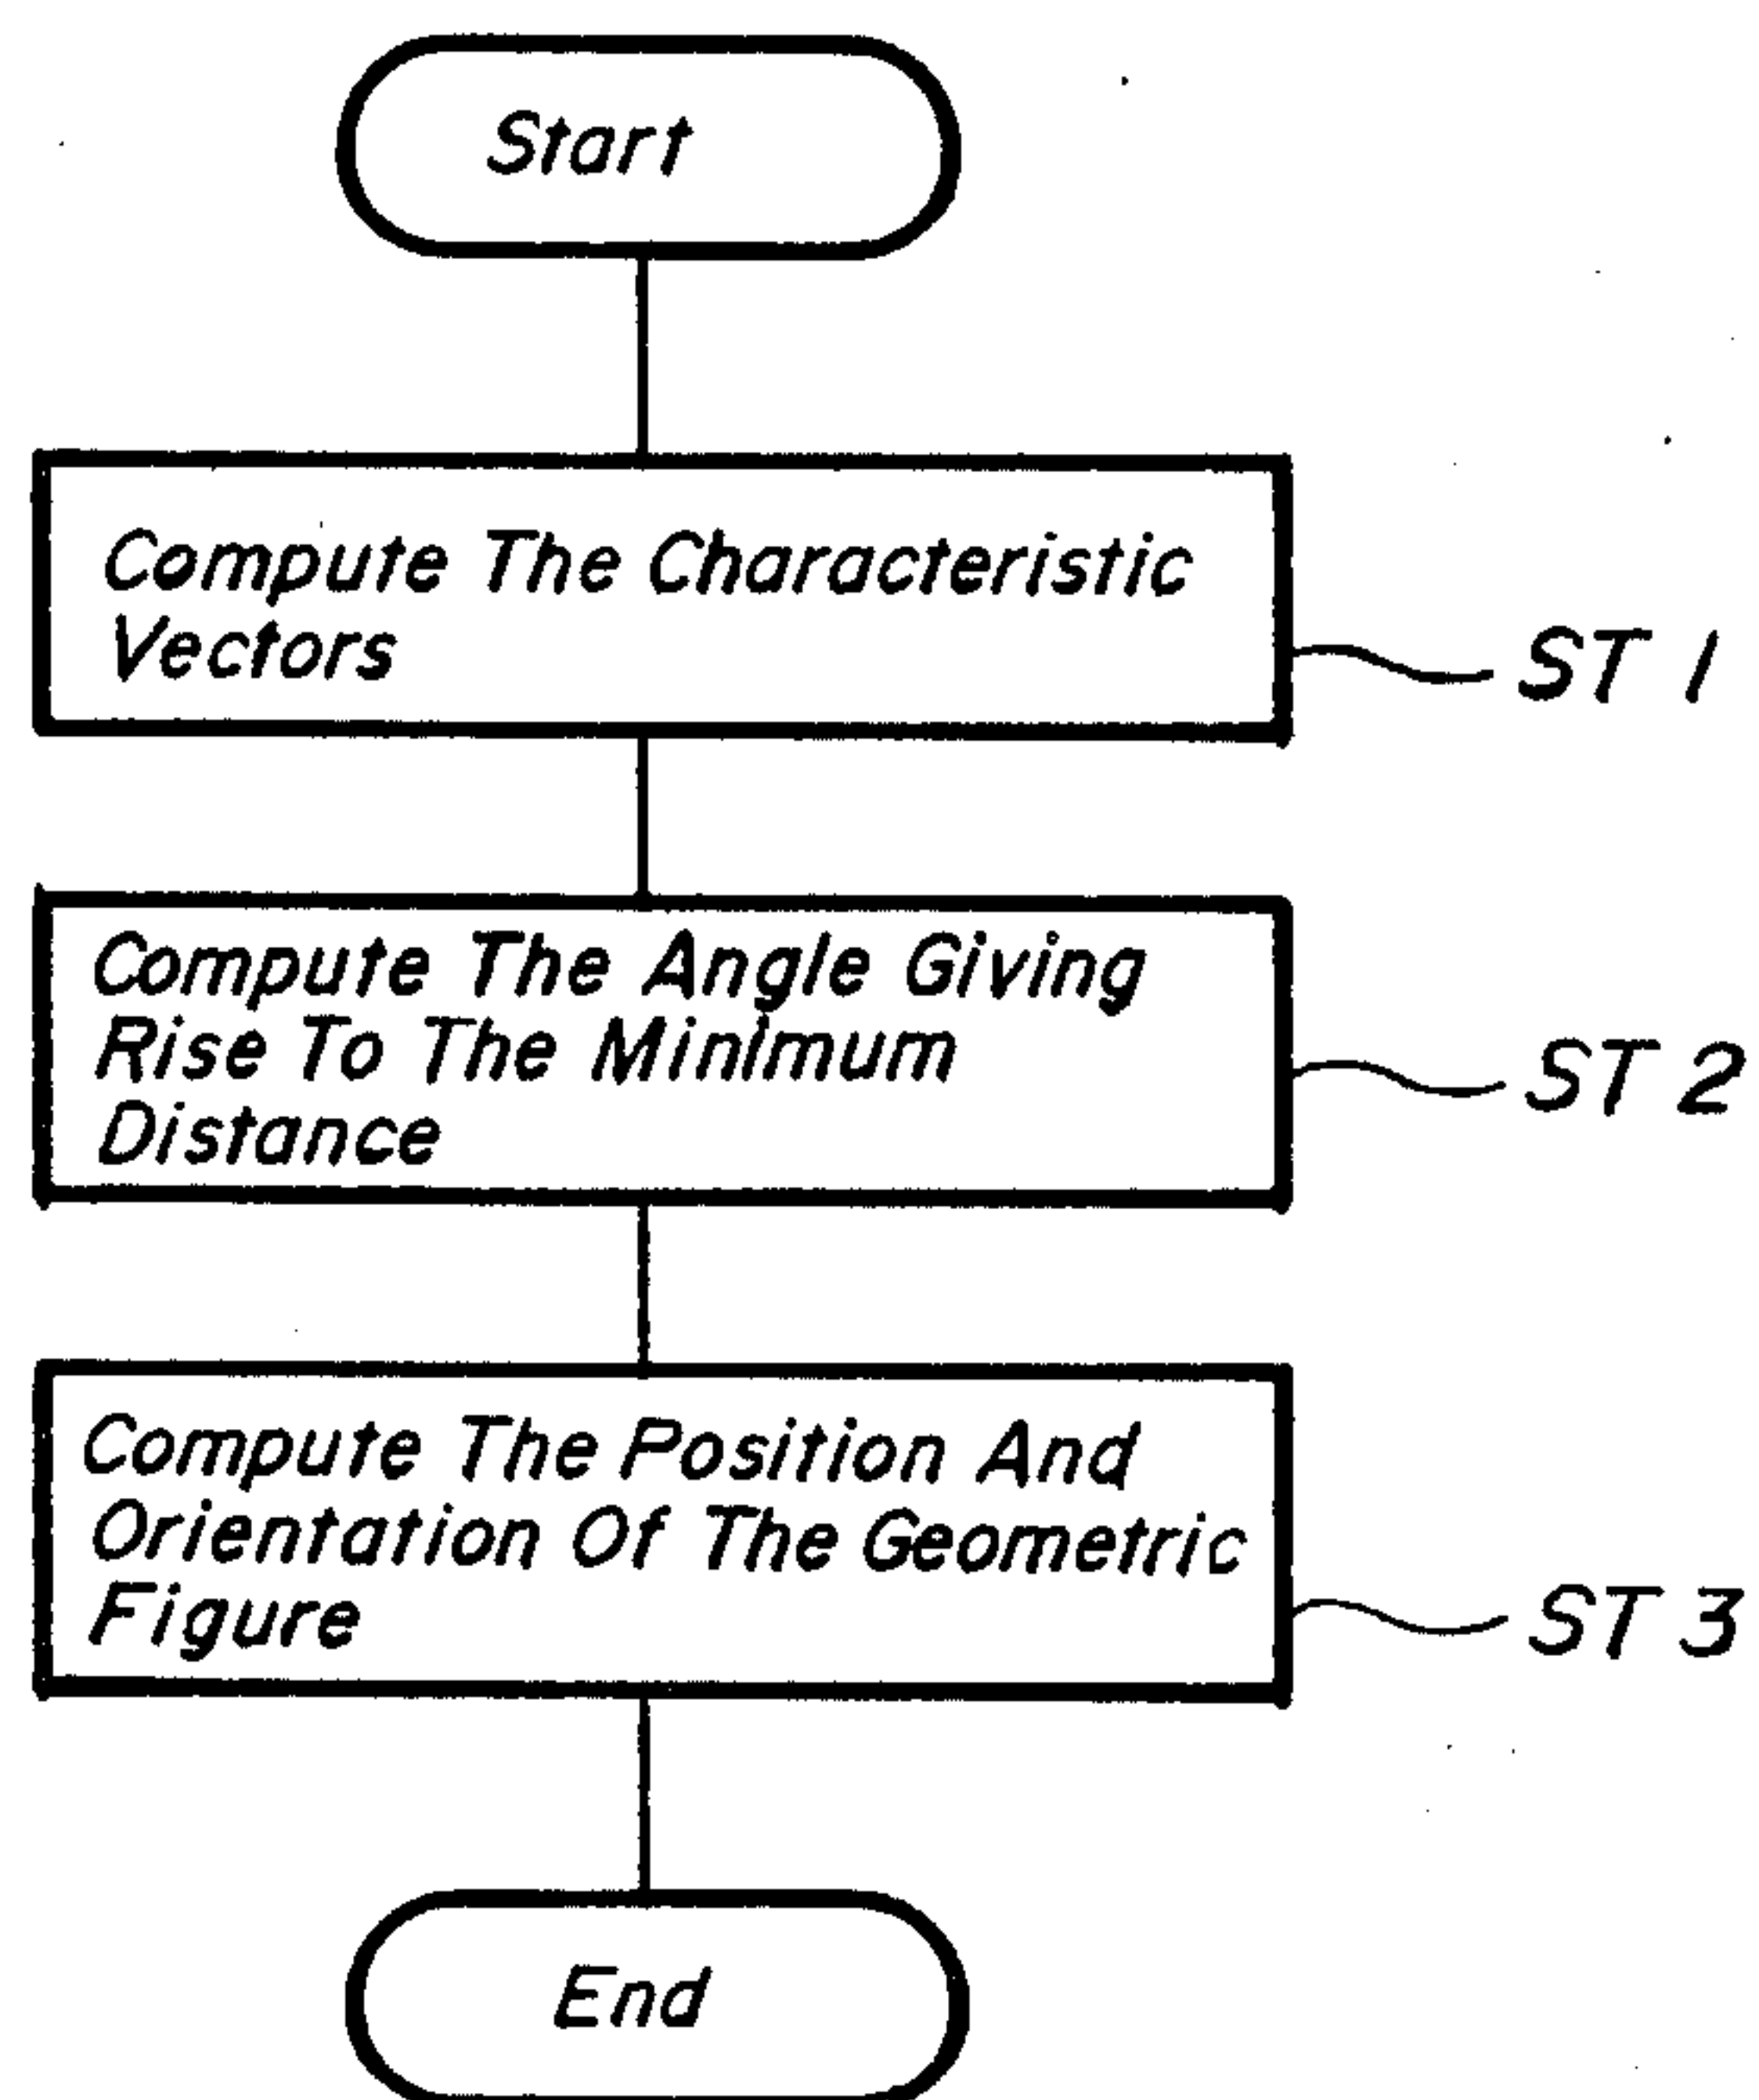 Start
Compute The Characteristic
Vectors
ST 1
Compute The Angle Giving
Rise To The Minimum
Distance
ST 2
Compute The Position And
Orientation Of The Geometric
Figure
ST 3
End